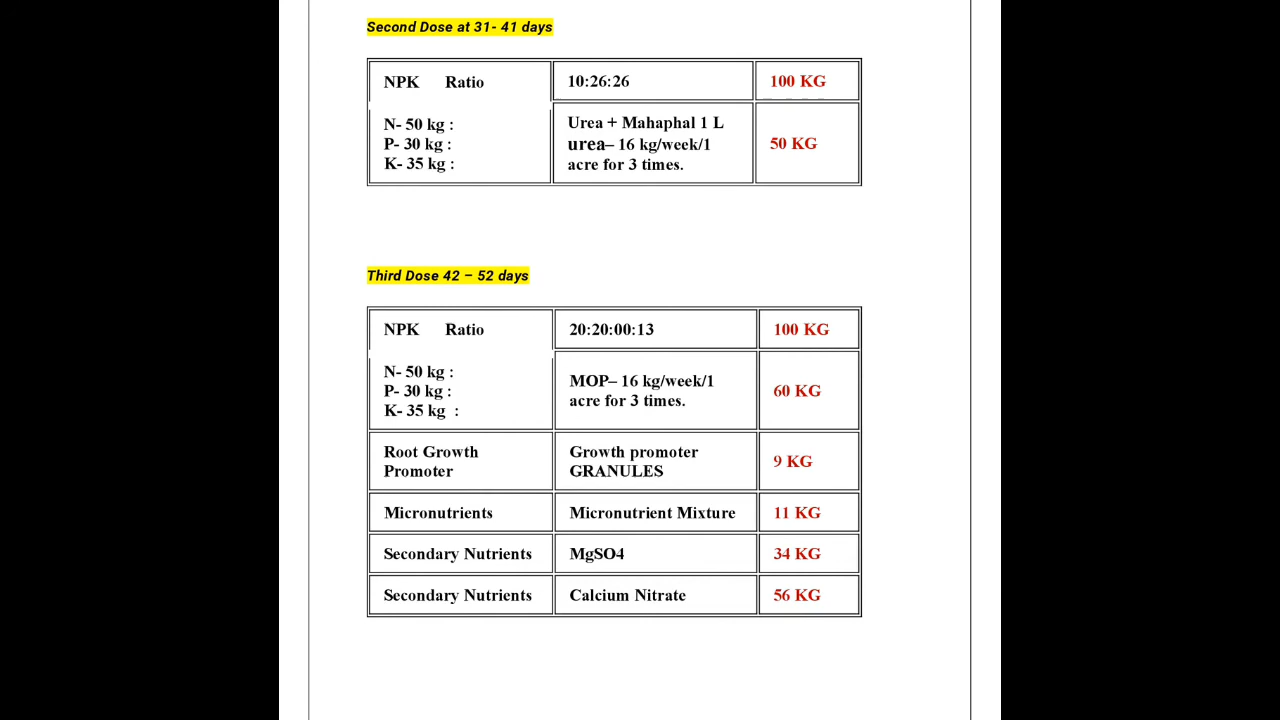 Second Dose at 31- 41 days
NPK Ratio 10:26:26 100 KG
N- 50 kg :
P- 30 kg :
K- 35 kg :
Urea + Mahaphal 1 L
urea– 16 kg/week/1
acre for 3 times.
50 KG
Third Dose 42 – 52 days
NPK Ratio 20:20:00:13 100 KG
N- 50 kg :
P- 30 kg :
K- 35 kg :
MOP– 16 kg/week/1
acre for 3 times.
60 KG
Root Growth
Promoter
Growth promoter
GRANULES
9 KG
Micronutrients Micronutrient Mixture 11 KG
Secondary Nutrients MgSO4 34 KG
Secondary Nutrients Calcium Nitrate 56 KG